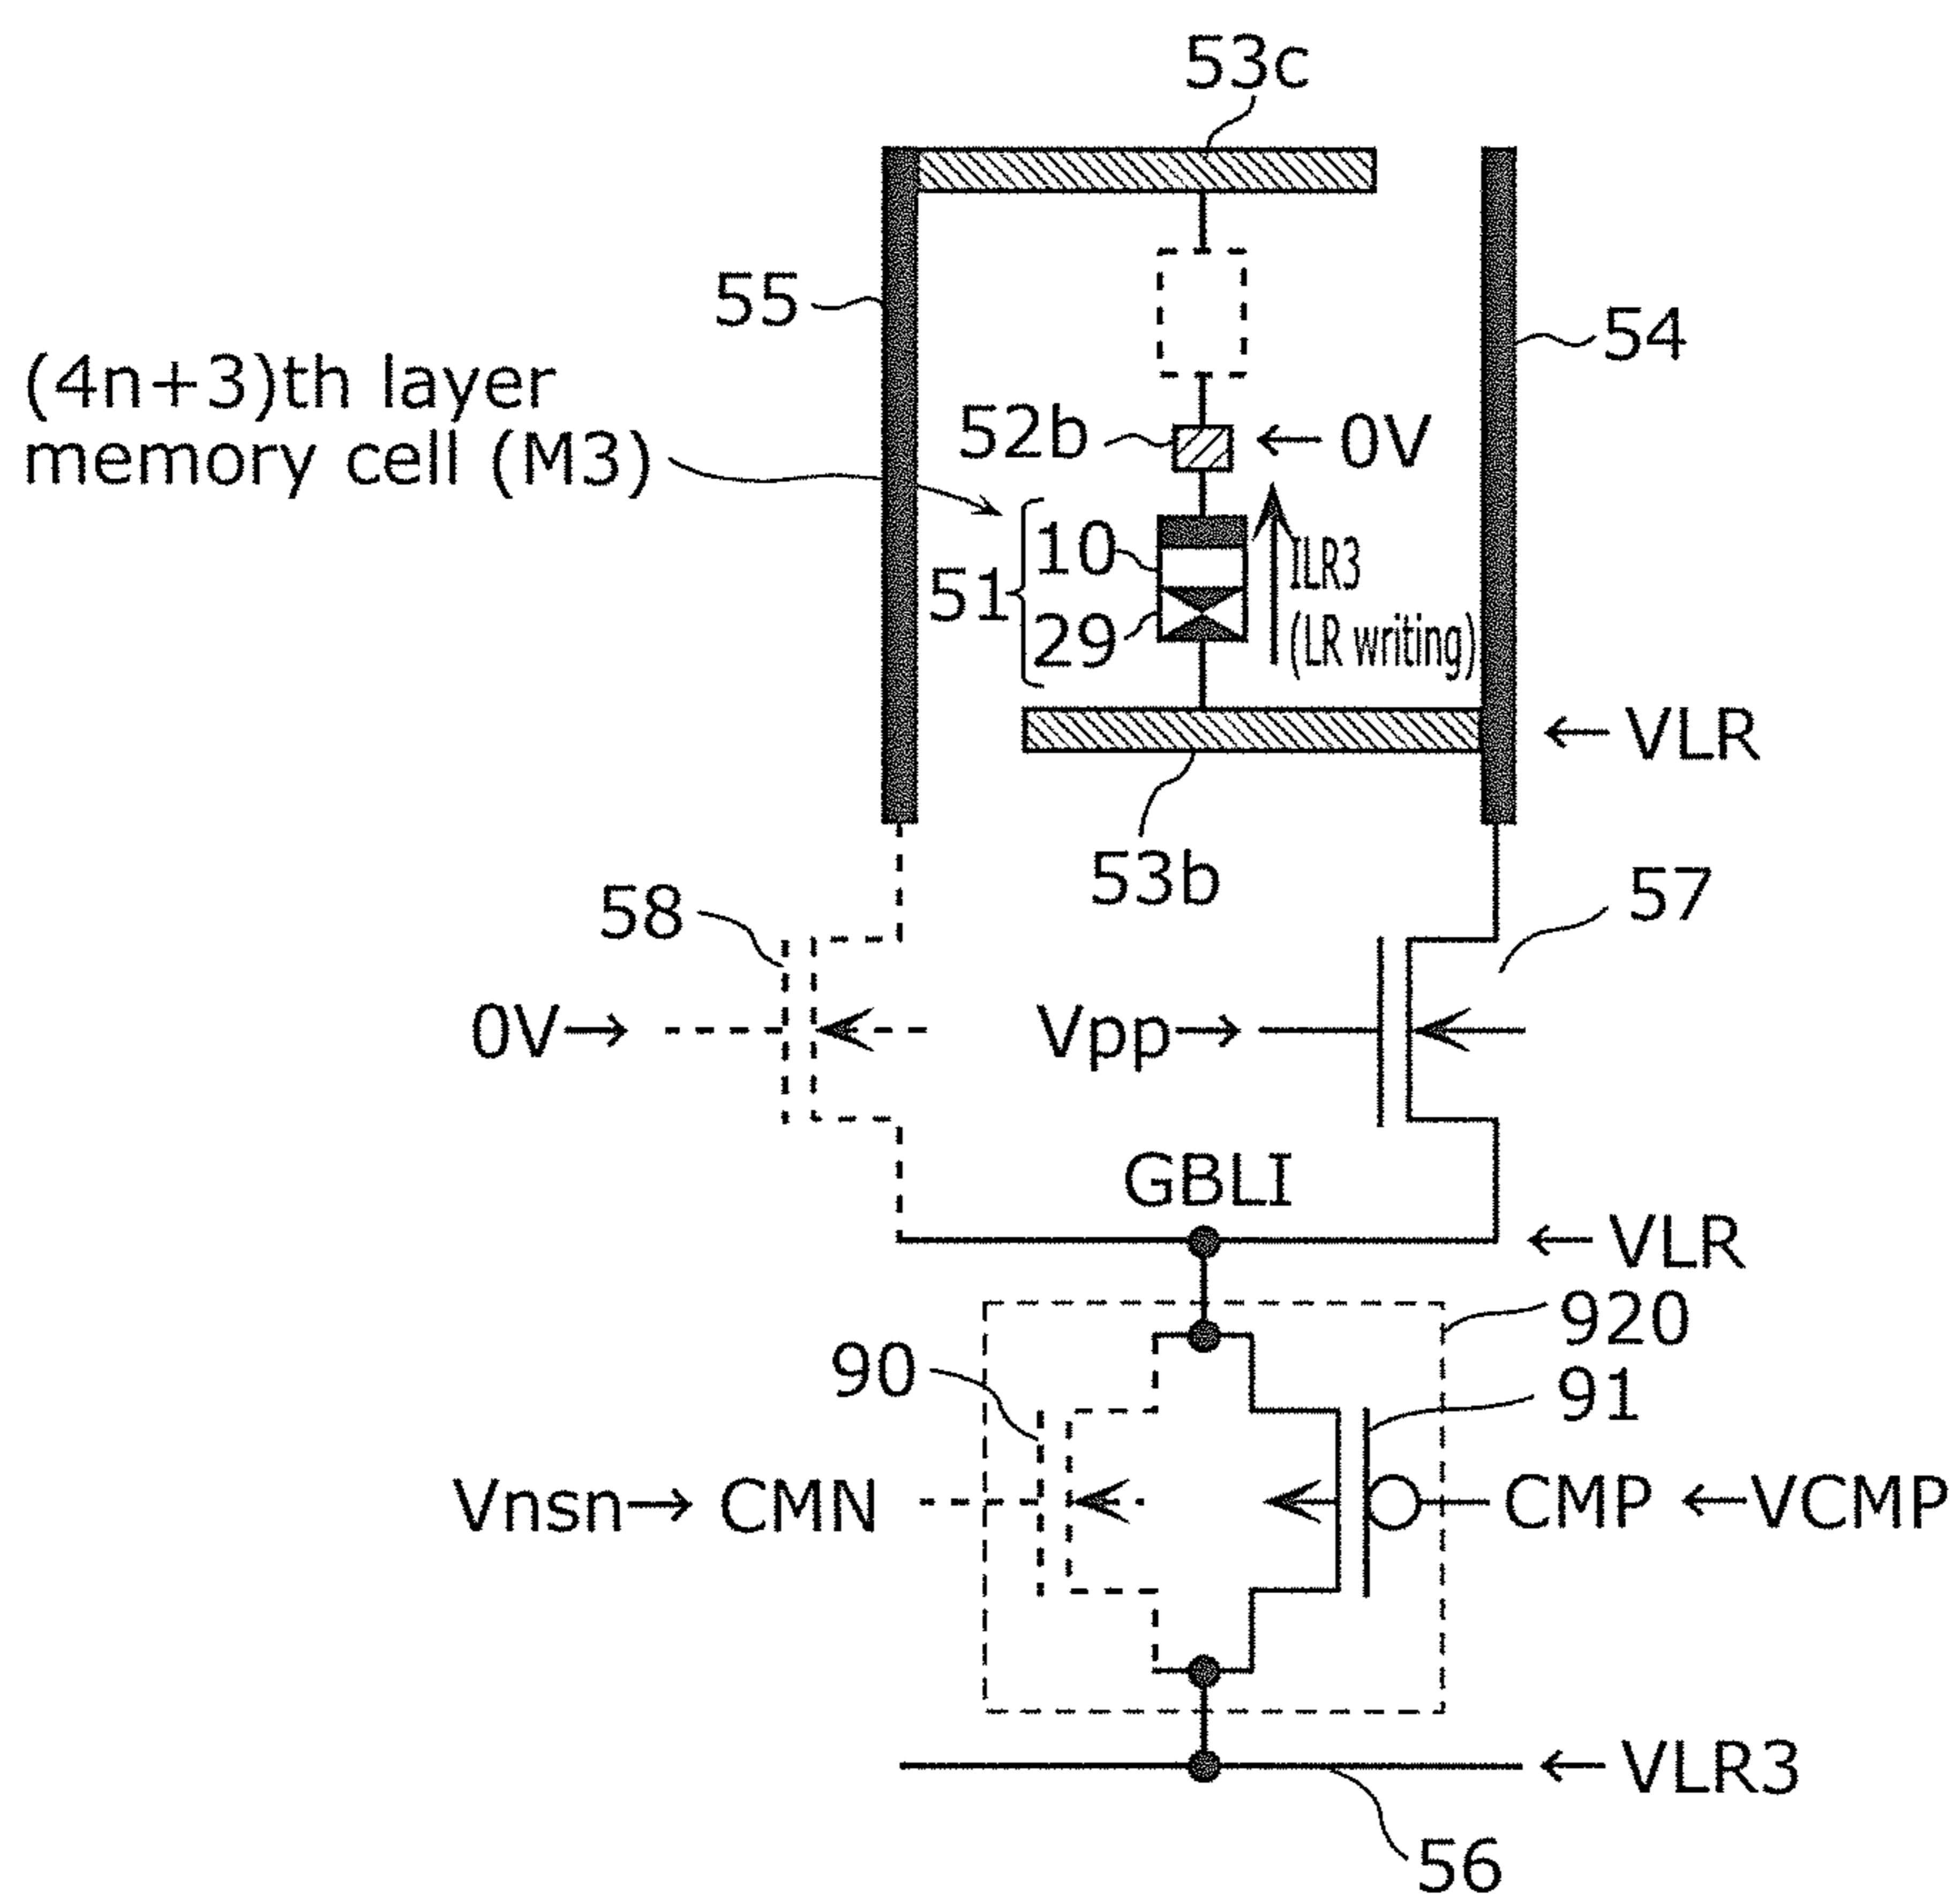 53c
55
54
(4n+3)th layer
memory cell (M3)
52b
←0V
51
10
29
ILR3
(LR writing)
←VLR
53b
58
57
0V→
Vpp→
GBLI
←VLR
920
90
91
Vnsn→ CMN
CMP ←VCMP
←VLR3
56